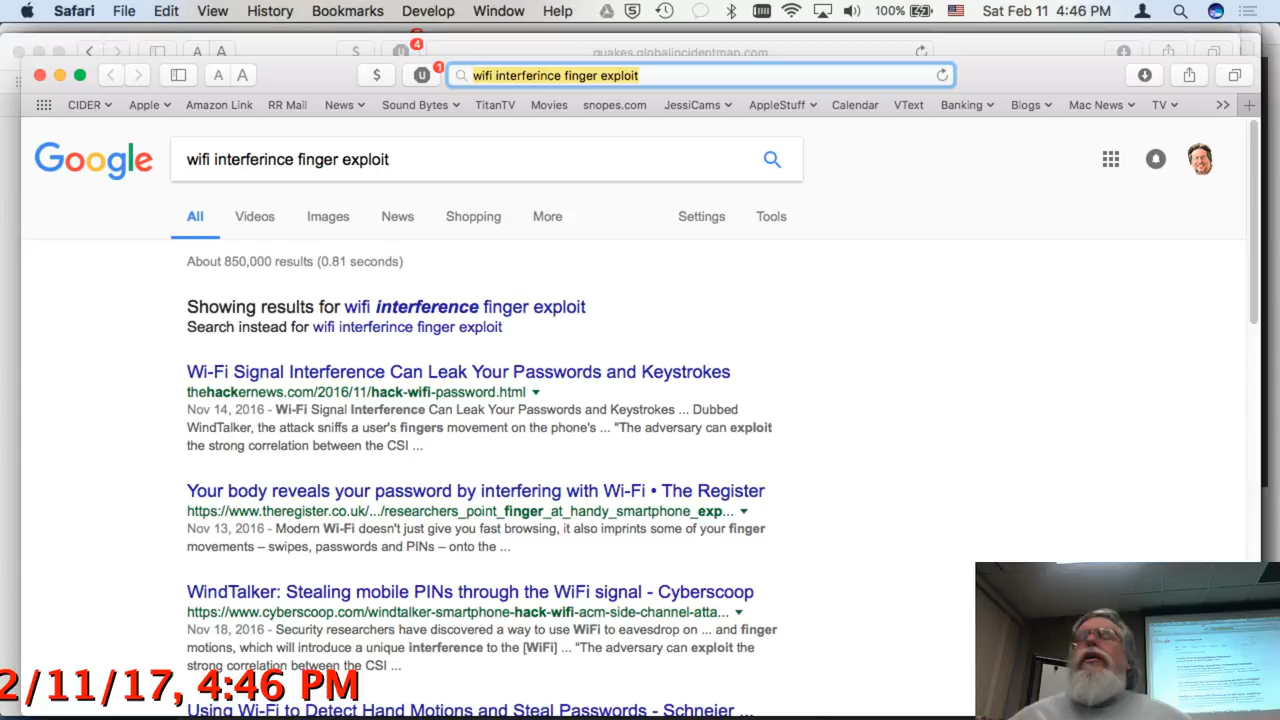 Safari File Edit View History Bookmarks Develop Window Help 100% Sat Feb 11 4:46 PM
4
quakes.globalincidentmap.com
A A $ 1 wifi interferince finger exploit
CIDER Apple Amazon Link RR Mail News Sound Bytes TitanTV Movies snopes.com JessiCams AppleStuff Calendar VText Banking Blogs Mac News TV >> +
Google wifi interferince finger exploit
All Videos Images News Shopping More Settings Tools
About 850,000 results (0.81 seconds)
Showing results for wifi interference finger exploit
Search instead for wifi interferince finger exploit
Wi-Fi Signal Interference Can Leak Your Passwords and Keystrokes
thehackernews.com/2016/11/hack-wifi-password.html
Nov 14, 2016 - Wi-Fi Signal Interference Can Leak Your Passwords and Keystrokes ... Dubbed
WindTalker, the attack sniffs a user's fingers movement on the phone's ... "The adversary can exploit
the strong correlation between the CSI ...
Your body reveals your password by interfering with Wi-Fi • The Register
https://www.theregister.co.uk/.../researchers_point_finger_at_handy_smartphone_exp...
Nov 13, 2016 - Modern Wi-Fi doesn't just give you fast browsing, it also imprints some of your finger
movements – swipes, passwords and PINs – onto the ...
WindTalker: Stealing mobile PINs through the WiFi signal - Cyberscoop
https://www.cyberscoop.com/windtalker-smartphone-hack-wifi-acm-side-channel-atta...
Nov 18, 2016 - Security researchers have discovered a way to use WiFi to eavesdrop on ... and finger
motions, which will introduce a unique interference to the [WiFi] ... "The adversary can exploit the
strong correlation between the CSI ...
2/11/17, 4:46 PM
Using Wi-Fi to Detect Hand Motions and Steal Passwords - Schneier ...